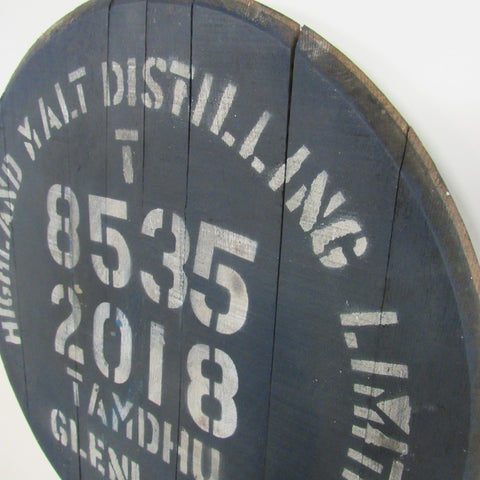 HIGHLAND MALT DISTILLING
T
8535
2018
TAMDHU